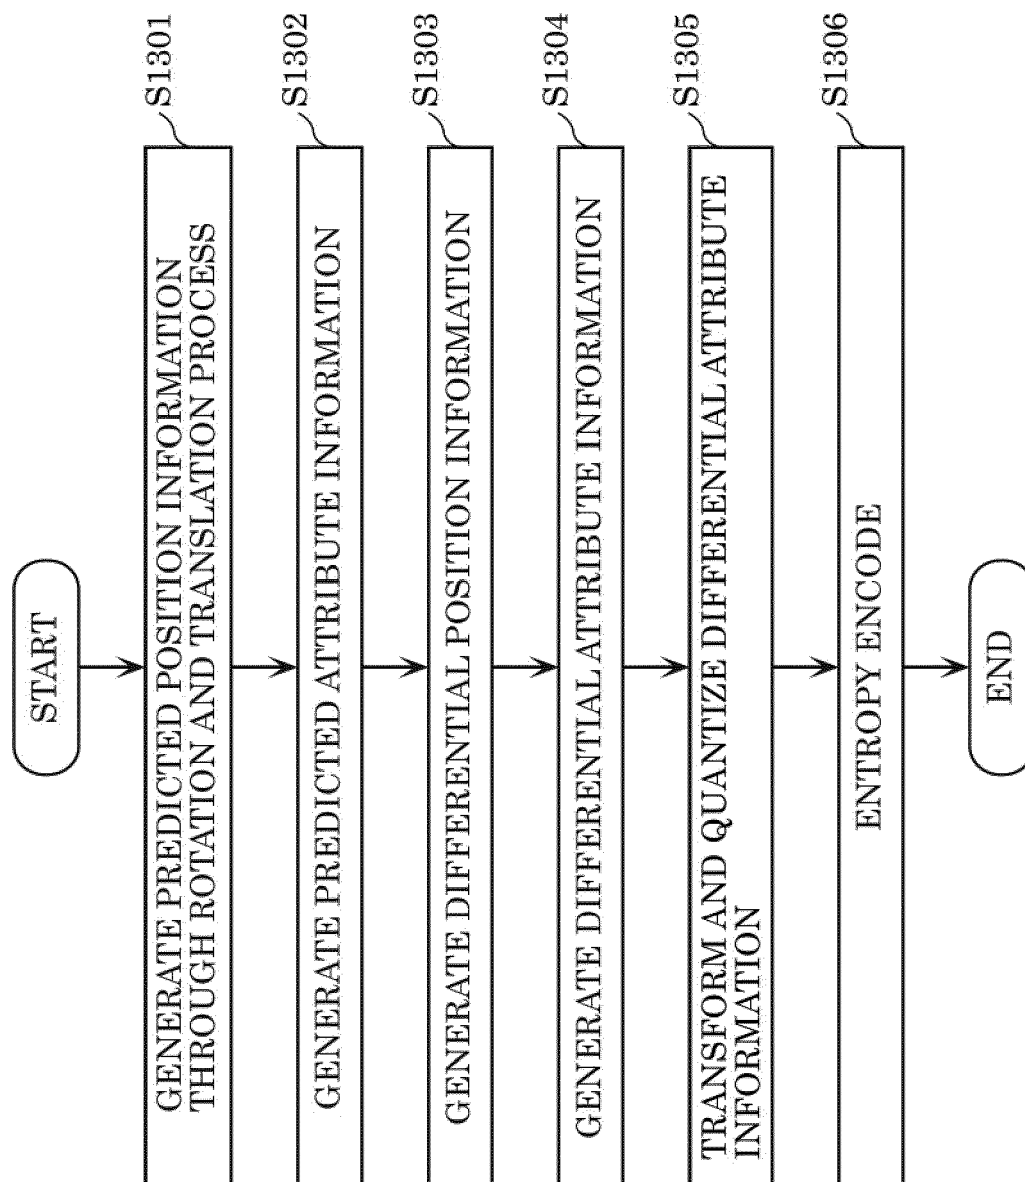 START
GENERATE PREDICTED POSITION INFORMATION
THROUGH ROTATION AND TRANSLATION PROCESS
S1301
GENERATE PREDICTED ATTRIBUTE INFORMATION
S1302
GENERATE DIFFERENTIAL POSITION INFORMATION
S1303
GENERATE DIFFERENTIAL ATTRIBUTE INFORMATION
S1304
TRANSFORM AND QUANTIZE DIFFERENTIAL ATTRIBUTE
INFORMATION
S1305
ENTROPY ENCODE
S1306
END